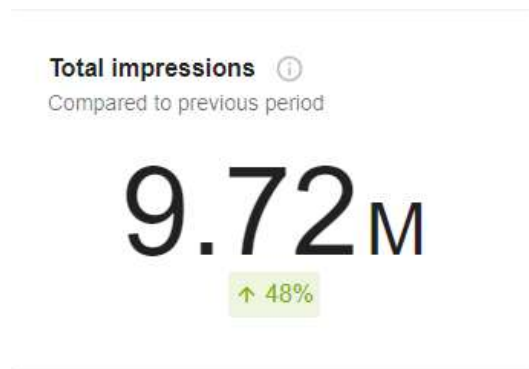 Total impressions
Compared to previous period
9.72M
↑ 48%